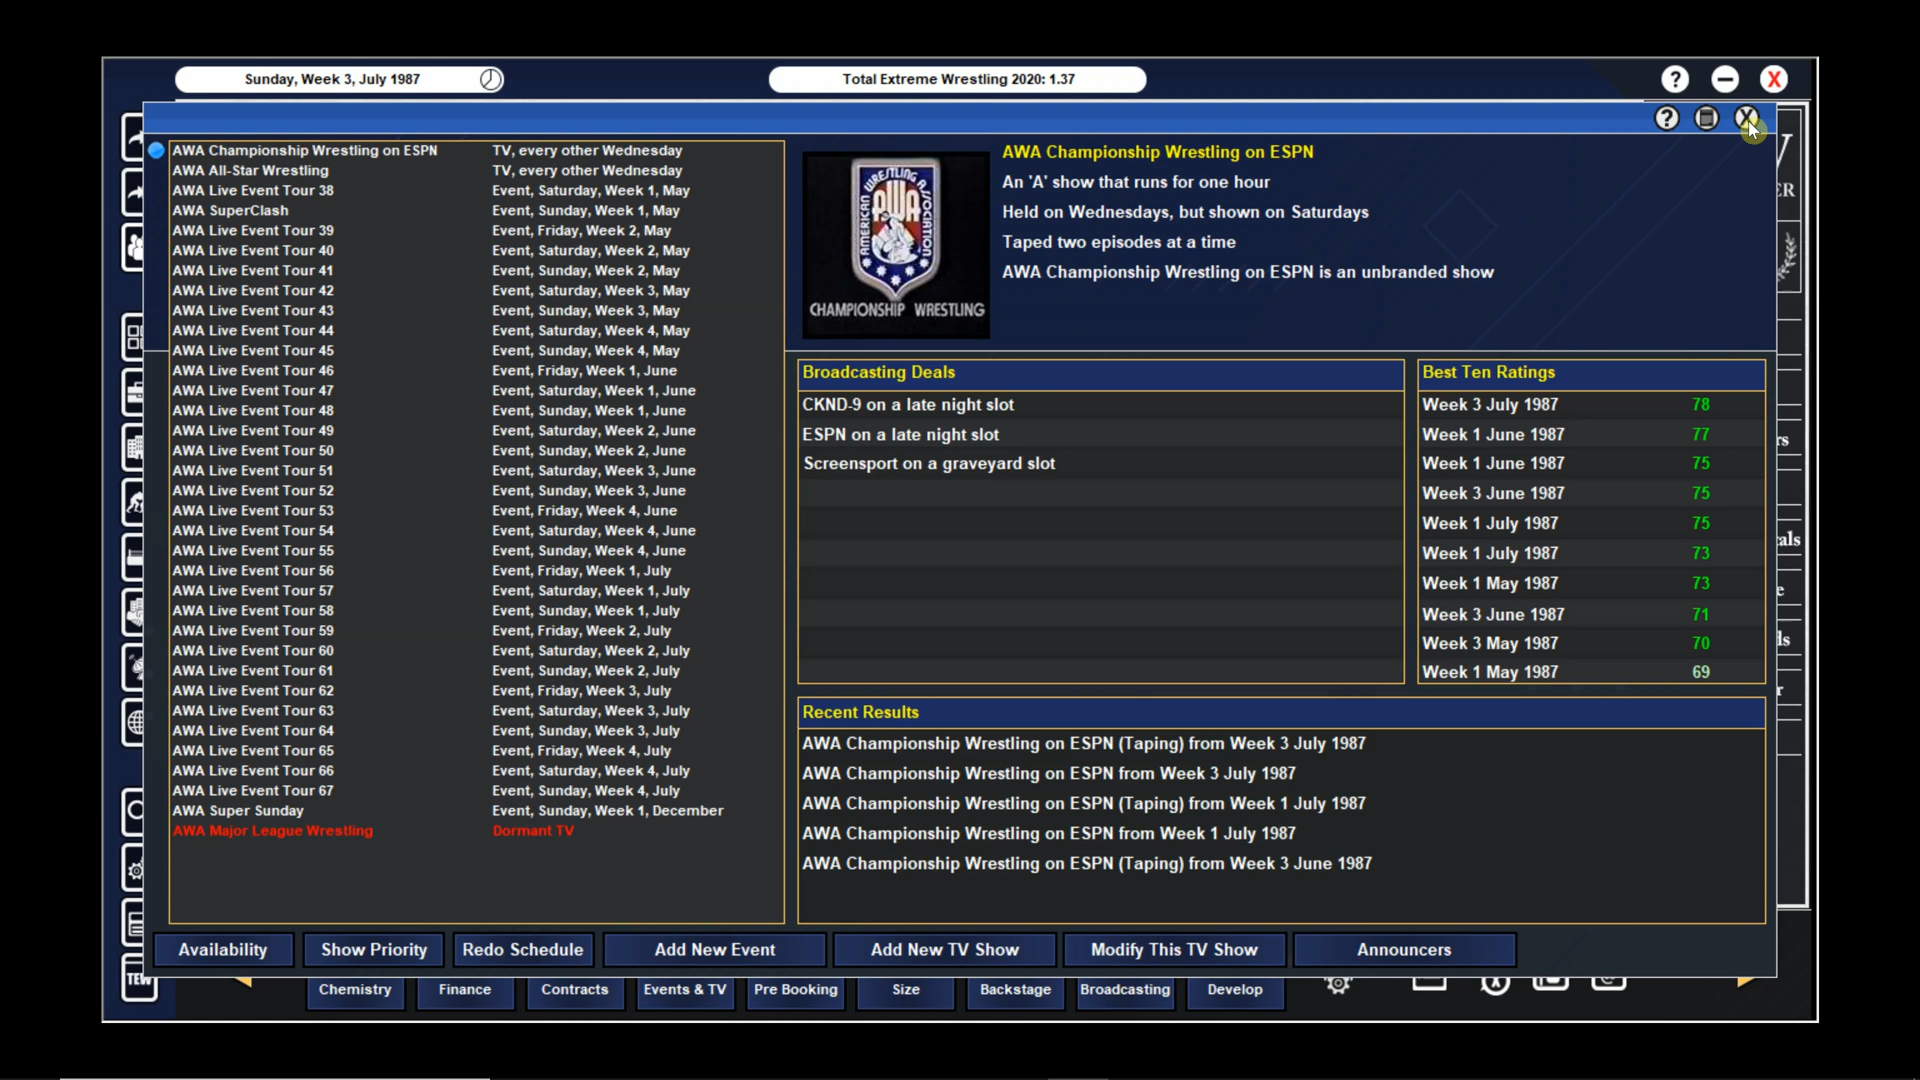 Sunday, Week 3, July 1987
Total Extreme Wrestling 2020: 1.37
?
X
?
X
AWA Championship Wrestling on ESPN TV, every other Wednesday
AWA All-Star Wrestling TV, every other Wednesday
AWA Live Event Tour 38 Event, Saturday, Week 1, May
AWA SuperClash Event, Sunday, Week 1, May
AWA Live Event Tour 39 Event, Friday, Week 2, May
AWA Live Event Tour 40 Event, Saturday, Week 2, May
AWA Live Event Tour 41 Event, Sunday, Week 2, May
AWA Live Event Tour 42 Event, Saturday, Week 3, May
AWA Live Event Tour 43 Event, Sunday, Week 3, May
AWA Live Event Tour 44 Event, Saturday, Week 4, May
AWA Live Event Tour 45 Event, Sunday, Week 4, May
AWA Live Event Tour 46 Event, Friday, Week 1, June
AWA Live Event Tour 47 Event, Saturday, Week 1, June
AWA Live Event Tour 48 Event, Sunday, Week 1, June
AWA Live Event Tour 49 Event, Saturday, Week 2, June
AWA Live Event Tour 50 Event, Sunday, Week 2, June
AWA Live Event Tour 51 Event, Saturday, Week 3, June
AWA Live Event Tour 52 Event, Sunday, Week 3, June
AWA Live Event Tour 53 Event, Friday, Week 4, June
AWA Live Event Tour 54 Event, Saturday, Week 4, June
AWA Live Event Tour 55 Event, Sunday, Week 4, June
AWA Live Event Tour 56 Event, Friday, Week 1, July
AWA Live Event Tour 57 Event, Saturday, Week 1, July
AWA Live Event Tour 58 Event, Sunday, Week 1, July
AWA Live Event Tour 59 Event, Friday, Week 2, July
AWA Live Event Tour 60 Event, Saturday, Week 2, July
AWA Live Event Tour 61 Event, Sunday, Week 2, July
AWA Live Event Tour 62 Event, Friday, Week 3, July
AWA Live Event Tour 63 Event, Saturday, Week 3, July
AWA Live Event Tour 64 Event, Sunday, Week 3, July
AWA Live Event Tour 65 Event, Friday, Week 4, July
AWA Live Event Tour 66 Event, Saturday, Week 4, July
AWA Live Event Tour 67 Event, Sunday, Week 4, July
AWA Super Sunday Event, Sunday, Week 1, December
AWA Major League Wrestling Dormant TV
AMERICAN WRESTLING ASSOCIATION
AWA
CHAMPIONSHIP WRESTLING
AWA Championship Wrestling on ESPN
An 'A' show that runs for one hour
Held on Wednesdays, but shown on Saturdays
Taped two episodes at a time
AWA Championship Wrestling on ESPN is an unbranded show
Broadcasting Deals
CKND-9 on a late night slot
ESPN on a late night slot
Screensport on a graveyard slot
Best Ten Ratings
Week 3 July 1987 78
Week 1 June 1987 77
Week 1 June 1987 75
Week 3 June 1987 75
Week 1 July 1987 75
Week 1 July 1987 73
Week 1 May 1987 73
Week 3 June 1987 71
Week 3 May 1987 70
Week 1 May 1987 69
Recent Results
AWA Championship Wrestling on ESPN (Taping) from Week 3 July 1987
AWA Championship Wrestling on ESPN from Week 3 July 1987
AWA Championship Wrestling on ESPN (Taping) from Week 1 July 1987
AWA Championship Wrestling on ESPN from Week 1 July 1987
AWA Championship Wrestling on ESPN (Taping) from Week 3 June 1987
Availability Show Priority Redo Schedule Add New Event Add New TV Show Modify This TV Show Announcers
TEW Chemistry Finance Contracts Events & TV Pre Booking Size Backstage Broadcasting Develop